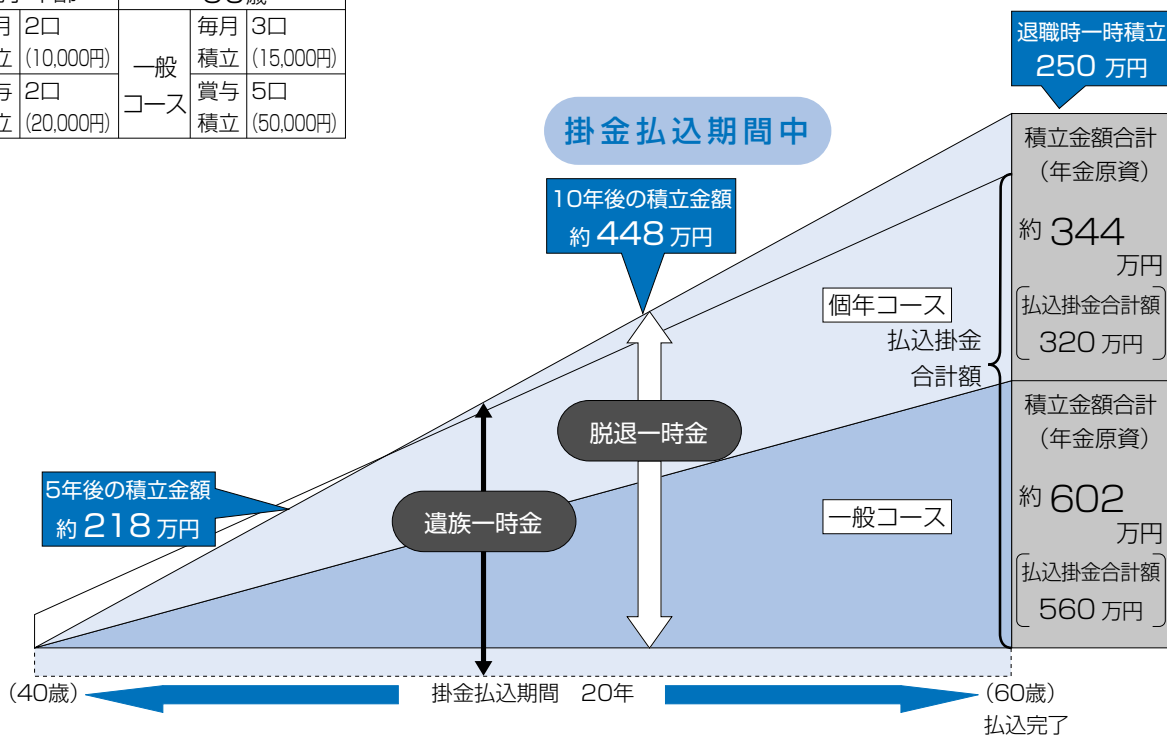 2口
(10,000円)
2口
(20,000円)
一般
コース
毎月
積立
3口
(15,000円)
賞与
積立
5口
(50,000円)
退職時一時積立
250 万円
掛金払込期間中
10年後の積立金額
約 448 万円
積立金額合計
(年金原資)
約 344
万円
払込掛金合計額
320 万円
個年コース
払込掛金
合計額
脱退一時金
積立金額合計
(年金原資)
約 602
万円
払込掛金合計額
560 万円
5年後の積立金額
約 218 万円
遺族一時金
一般コース
(40歳)
掛金払込期間 20年
(60歳)
払込完了